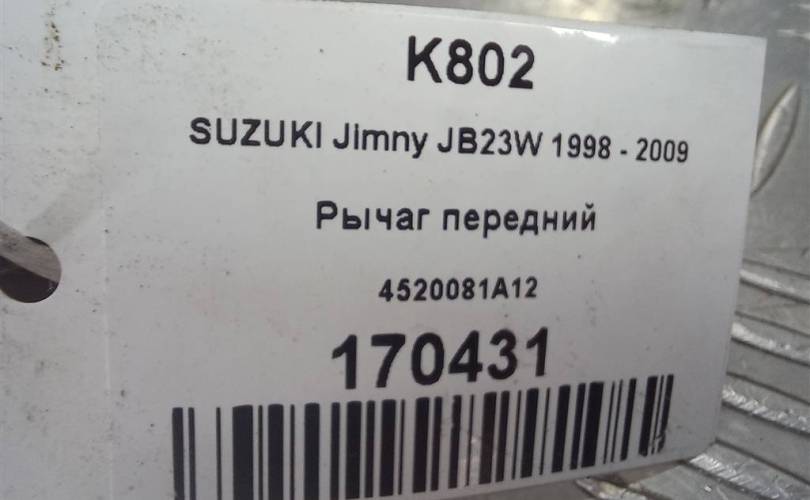 K802
SUZUKI Jimny JB23W 1998 - 2009
Рычаг передний
4520081A12
170431